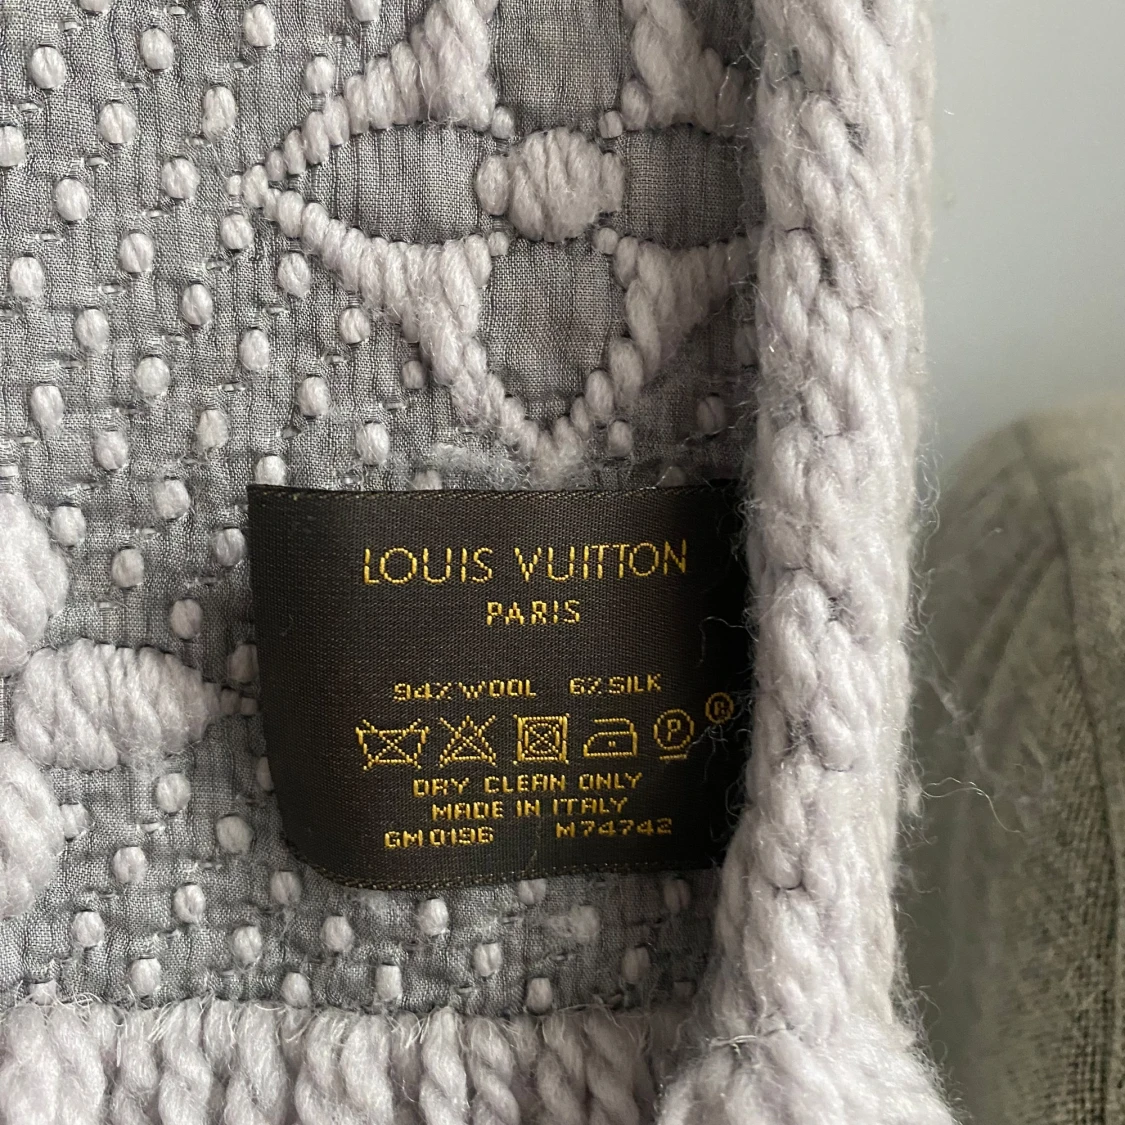 LOUIS VUITTON
PARIS
94% WOOL 6% SILK
P ®
DRY CLEAN ONLY
MADE IN ITALY
GM0196 M74742